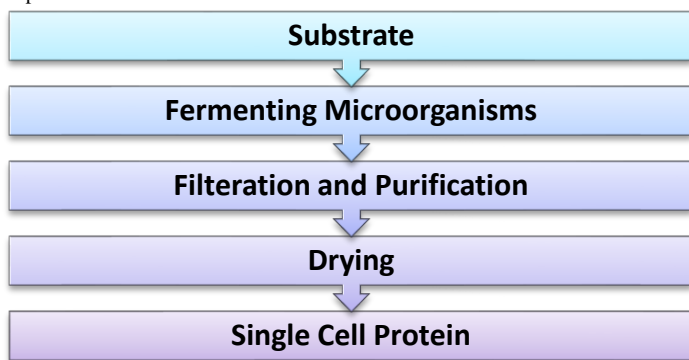 Substrate
Fermenting Microorganisms
Filteration and Purification
Drying
Single Cell Protein